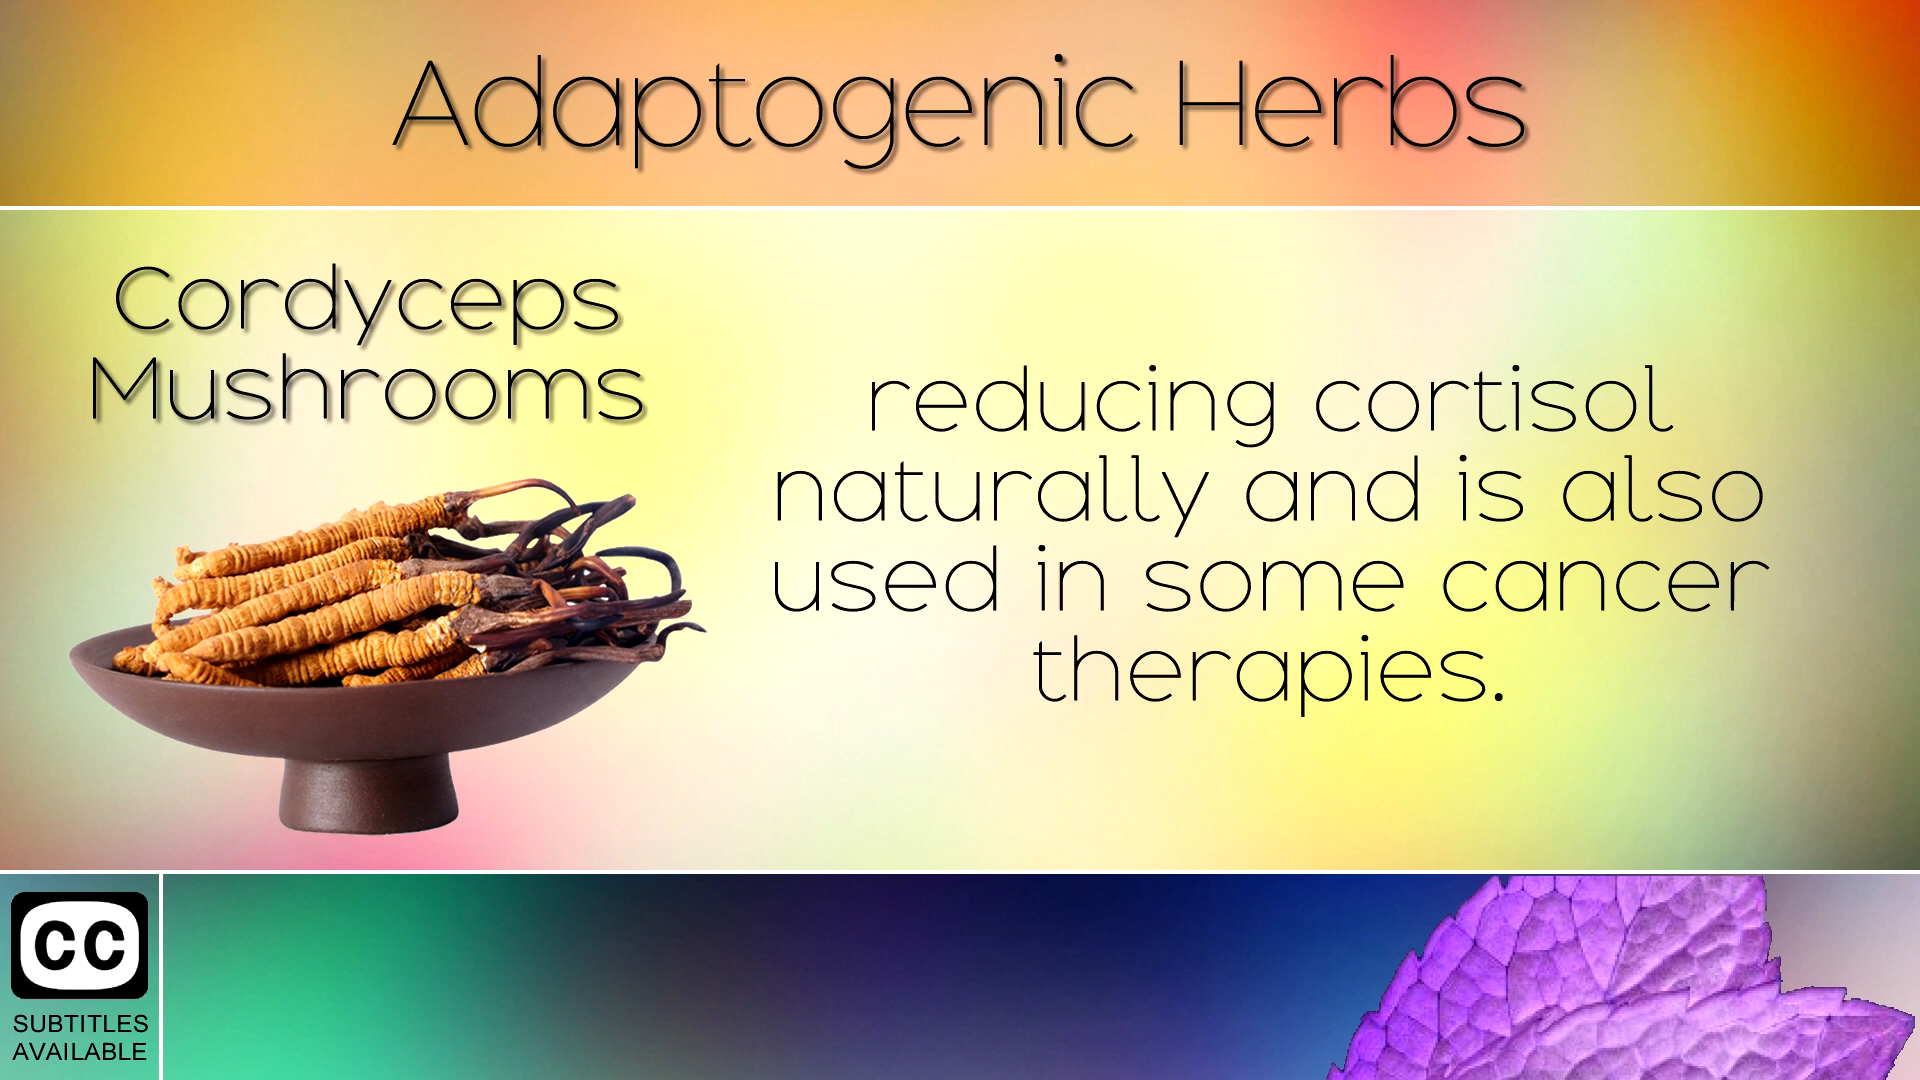 Adaptogenic Herbs
Cordyceps
Mushrooms
reducing cortisol
naturally and is also
used in some cancer
therapies.
CC
SUBTITLES
AVAILABLE